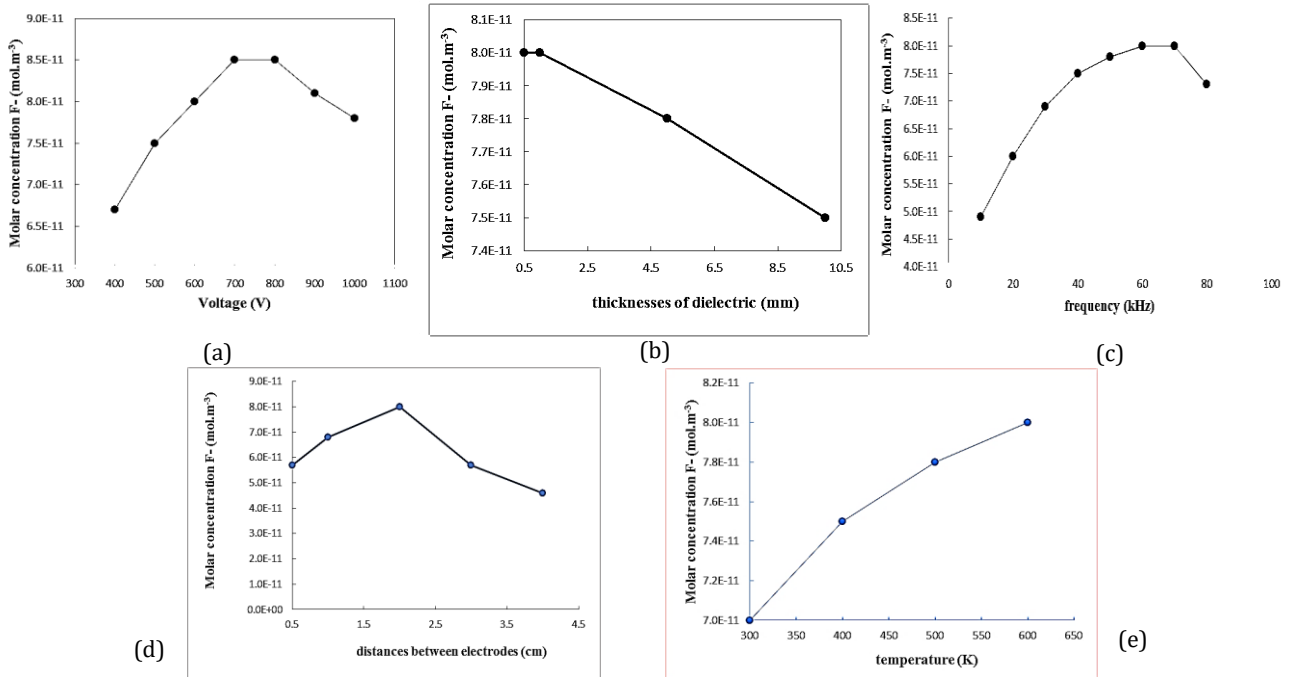 Molar concentration F- (mol.m-3)
9.0E-11
8.5E-11
8.0E-11
7.5E-11
7.0E-11
6.5E-11
6.0E-11
300 400 500 600 700 800 900 1000 1100
Voltage (V)
(a)
Molar concentration F- (mol.m-3)
8.1E-11
8.0E-11
7.9E-11
7.8E-11
7.7E-11
7.6E-11
7.5E-11
7.4E-11
0.5 2.5 4.5 6.5 8.5 10.5
thicknesses of dielectric (mm)
(b)
Molar concentration F- (mol.m-3)
8.5E-11
8.0E-11
7.5E-11
7.0E-11
6.5E-11
6.0E-11
5.5E-11
5.0E-11
4.5E-11
4.0E-11
0 20 40 60 80 100
frequency (kHz)
(c)
Molar concentration F- (mol.m-3)
9.0E-11
8.0E-11
7.0E-11
6.0E-11
5.0E-11
4.0E-11
3.0E-11
2.0E-11
1.0E-11
0.0E+00
0.5 1.5 2.5 3.5 4.5
distances between electrodes (cm)
(d)
Molar concentration F- (mol.m-3)
8.2E-11
8.0E-11
7.8E-11
7.6E-11
7.4E-11
7.2E-11
7.0E-11
300 350 400 450 500 550 600 650
temperature (K)
(e)